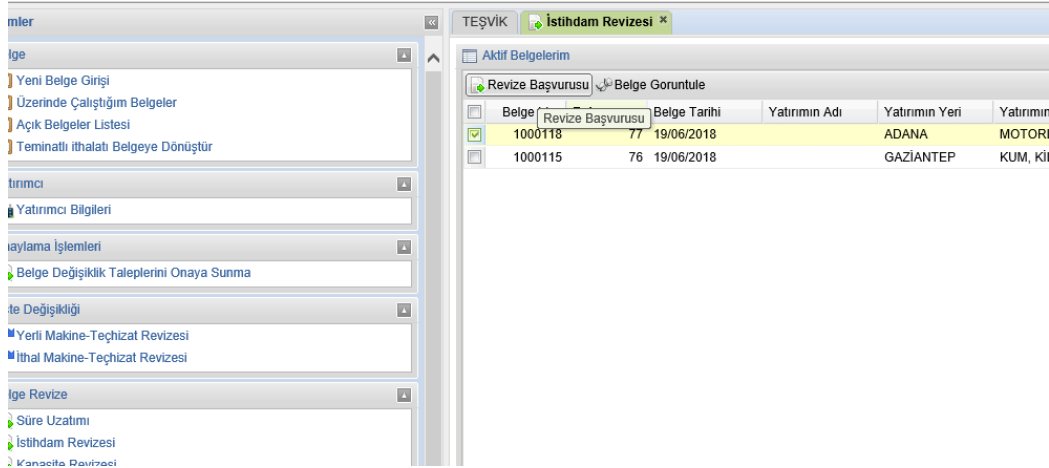 mler
TEŞVİK
İstihdam Revizesi
lge
Yeni Belge Girişi
Üzerinde Çalıştığım Belgeler
Açık Belgeler Listesi
Teminatlı ithalatı Belgeye Dönüştür
tırımcı
Yatırımcı Bilgileri
aylama İşlemleri
Belge Değişiklik Taleplerini Onaya Sunma
te Değişikliği
Yerli Makine-Teçhizat Revizesi
İthal Makine-Teçhizat Revizesi
lge Revize
Süre Uzatımı
İstihdam Revizesi
Kapasite Revizesi
Aktif Belgelerim
Revize Başvurusu Belge Goruntule
Belge Belge Tarihi Yatırımın Adı Yatırımın Yeri Yatırımın
Revize Başvurusu
1000118 77 19/06/2018 ADANA MOTORI
1000115 76 19/06/2018 GAZİANTEP KUM, Kİ